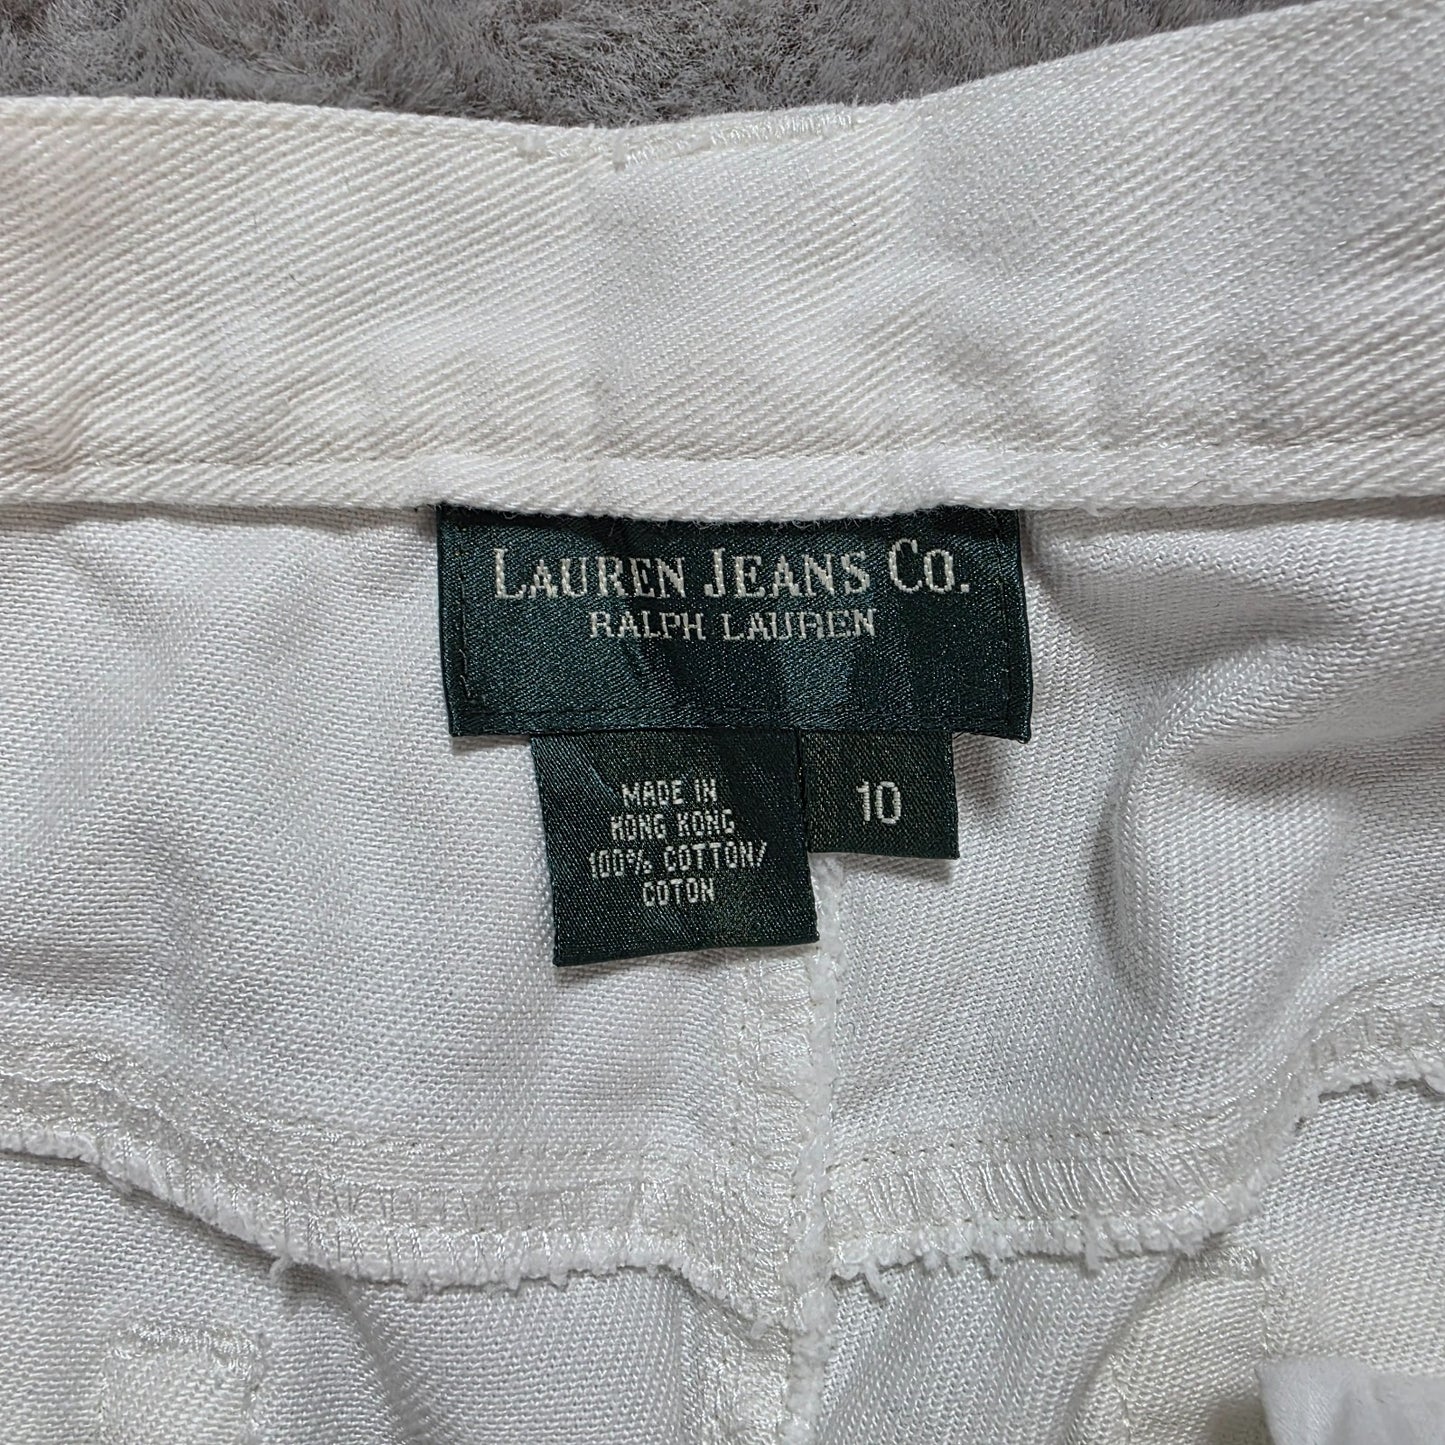 LAUREN JEANS CO.
RALPH LAUREN
MADE IN
HONG KONG
100% COTTON/
COTON
10